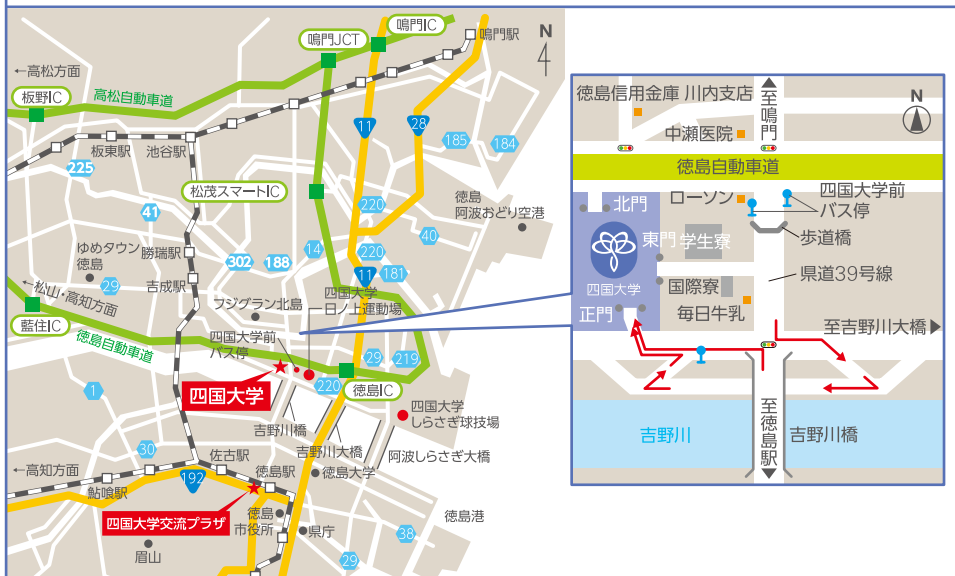 鳴門JCT
鳴門IC
鳴門駅
N
4
←高松方面
板野IC
高松自動車道
11
28
185
184
板東駅
池谷駅
225
松茂スマートIC
220
徳島
阿波おどり空港
41
40
ゆめタウン
徳島
勝瑞駅
302
188
14
220
29
11
181
吉成駅
←松山・高知方面
フジグラン北島
四国大学
日ノ上運動場
藍住IC
徳島自動車道
四国大学前
バス停
29
219
四国大学
220
徳島IC
1
四国大学
しらさぎ球技場
吉野川橋
吉野川大橋
阿波しらさぎ大橋
30
←高知方面
佐古駅
徳島駅
徳島大学
192
鮎喰駅
四国大学交流プラザ
徳島
市役所
県庁
徳島港
38
眉山
29
徳島信用金庫 川内支店
至鳴門
N
中瀬医院
徳島自動車道
北門
ローソン
四国大学前
バス停
東門
学生寮
歩道橋
四国大学
国際寮
県道39号線
正門
毎日牛乳
至吉野川大橋
吉野川
至徳島駅
吉野川橋